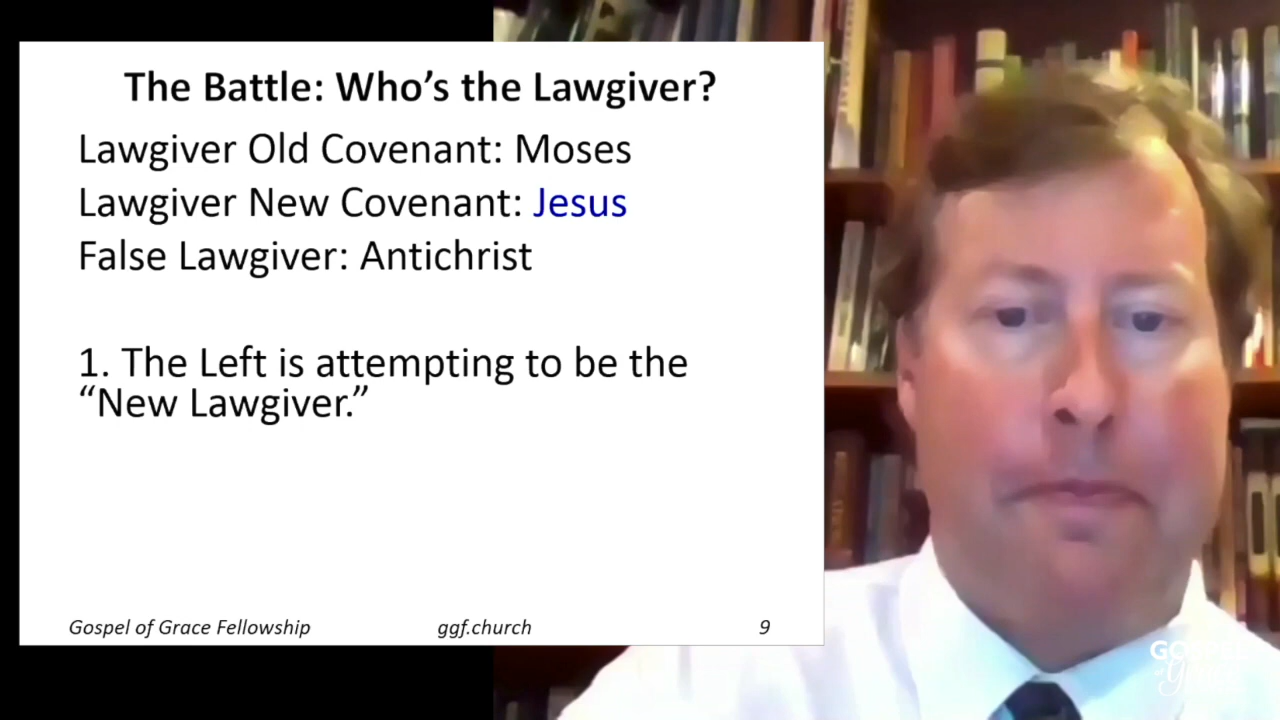 The Battle: Who’s the Lawgiver?
Lawgiver Old Covenant: Moses
Lawgiver New Covenant: Jesus
False Lawgiver: Antichrist
1. The Left is attempting to be the
“New Lawgiver.”
Gospel of Grace Fellowship ggf.church 9